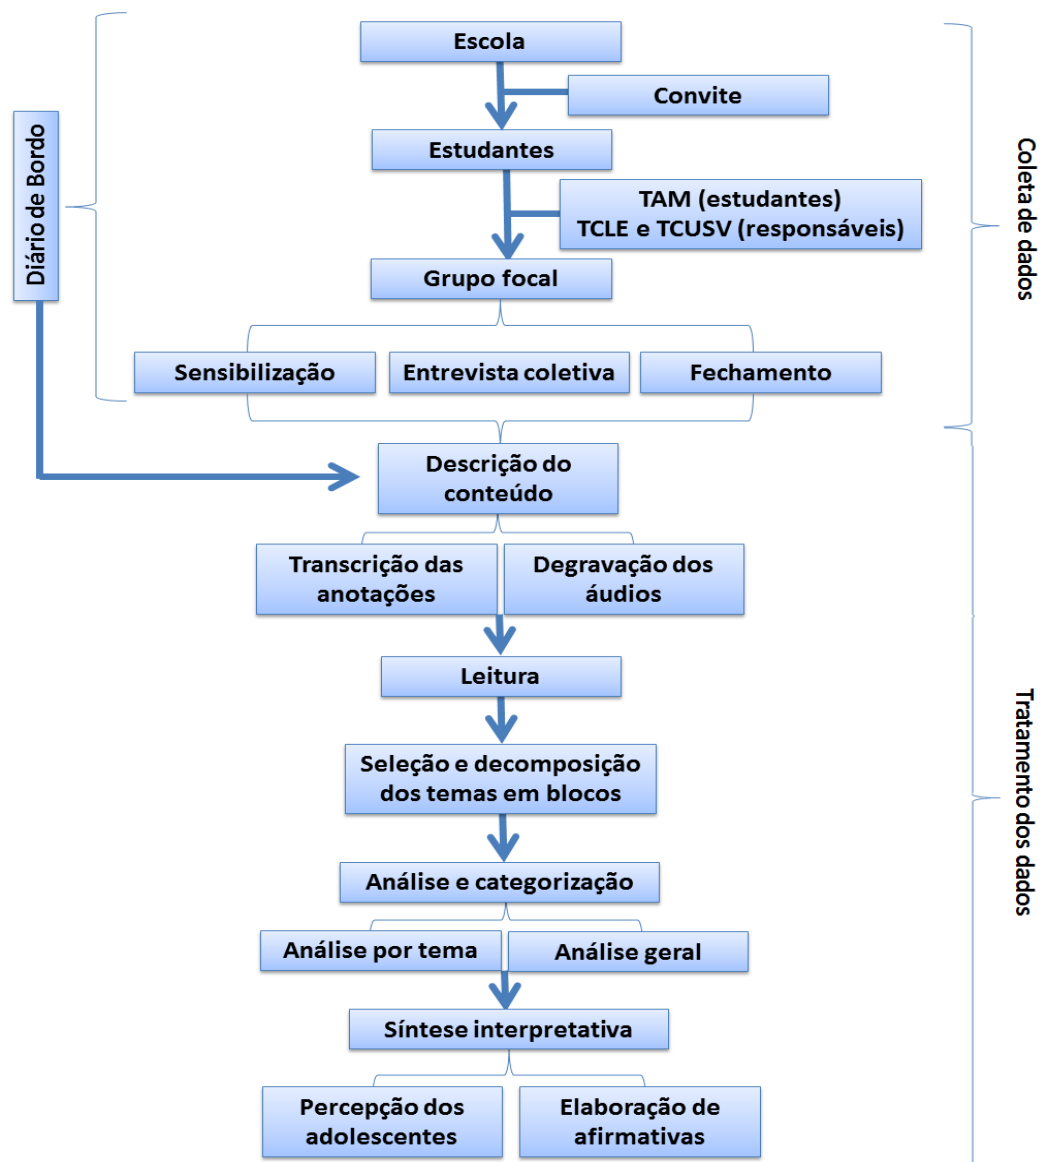 Escola
Convite
Estudantes
TAM (estudantes)
TCLE e TCUSV (responsáveis)
Grupo focal
Sensibilização
Entrevista coletiva
Fechamento
Diário de Bordo
Coleta de dados
Descrição do
conteúdo
Transcrição das
anotações
Degravação dos
áudios
Leitura
Seleção e decomposição
dos temas em blocos
Análise e categorização
Análise por tema
Análise geral
Síntese interpretativa
Percepção dos
adolescentes
Elaboração de
afirmativas
Tratamento dos dados